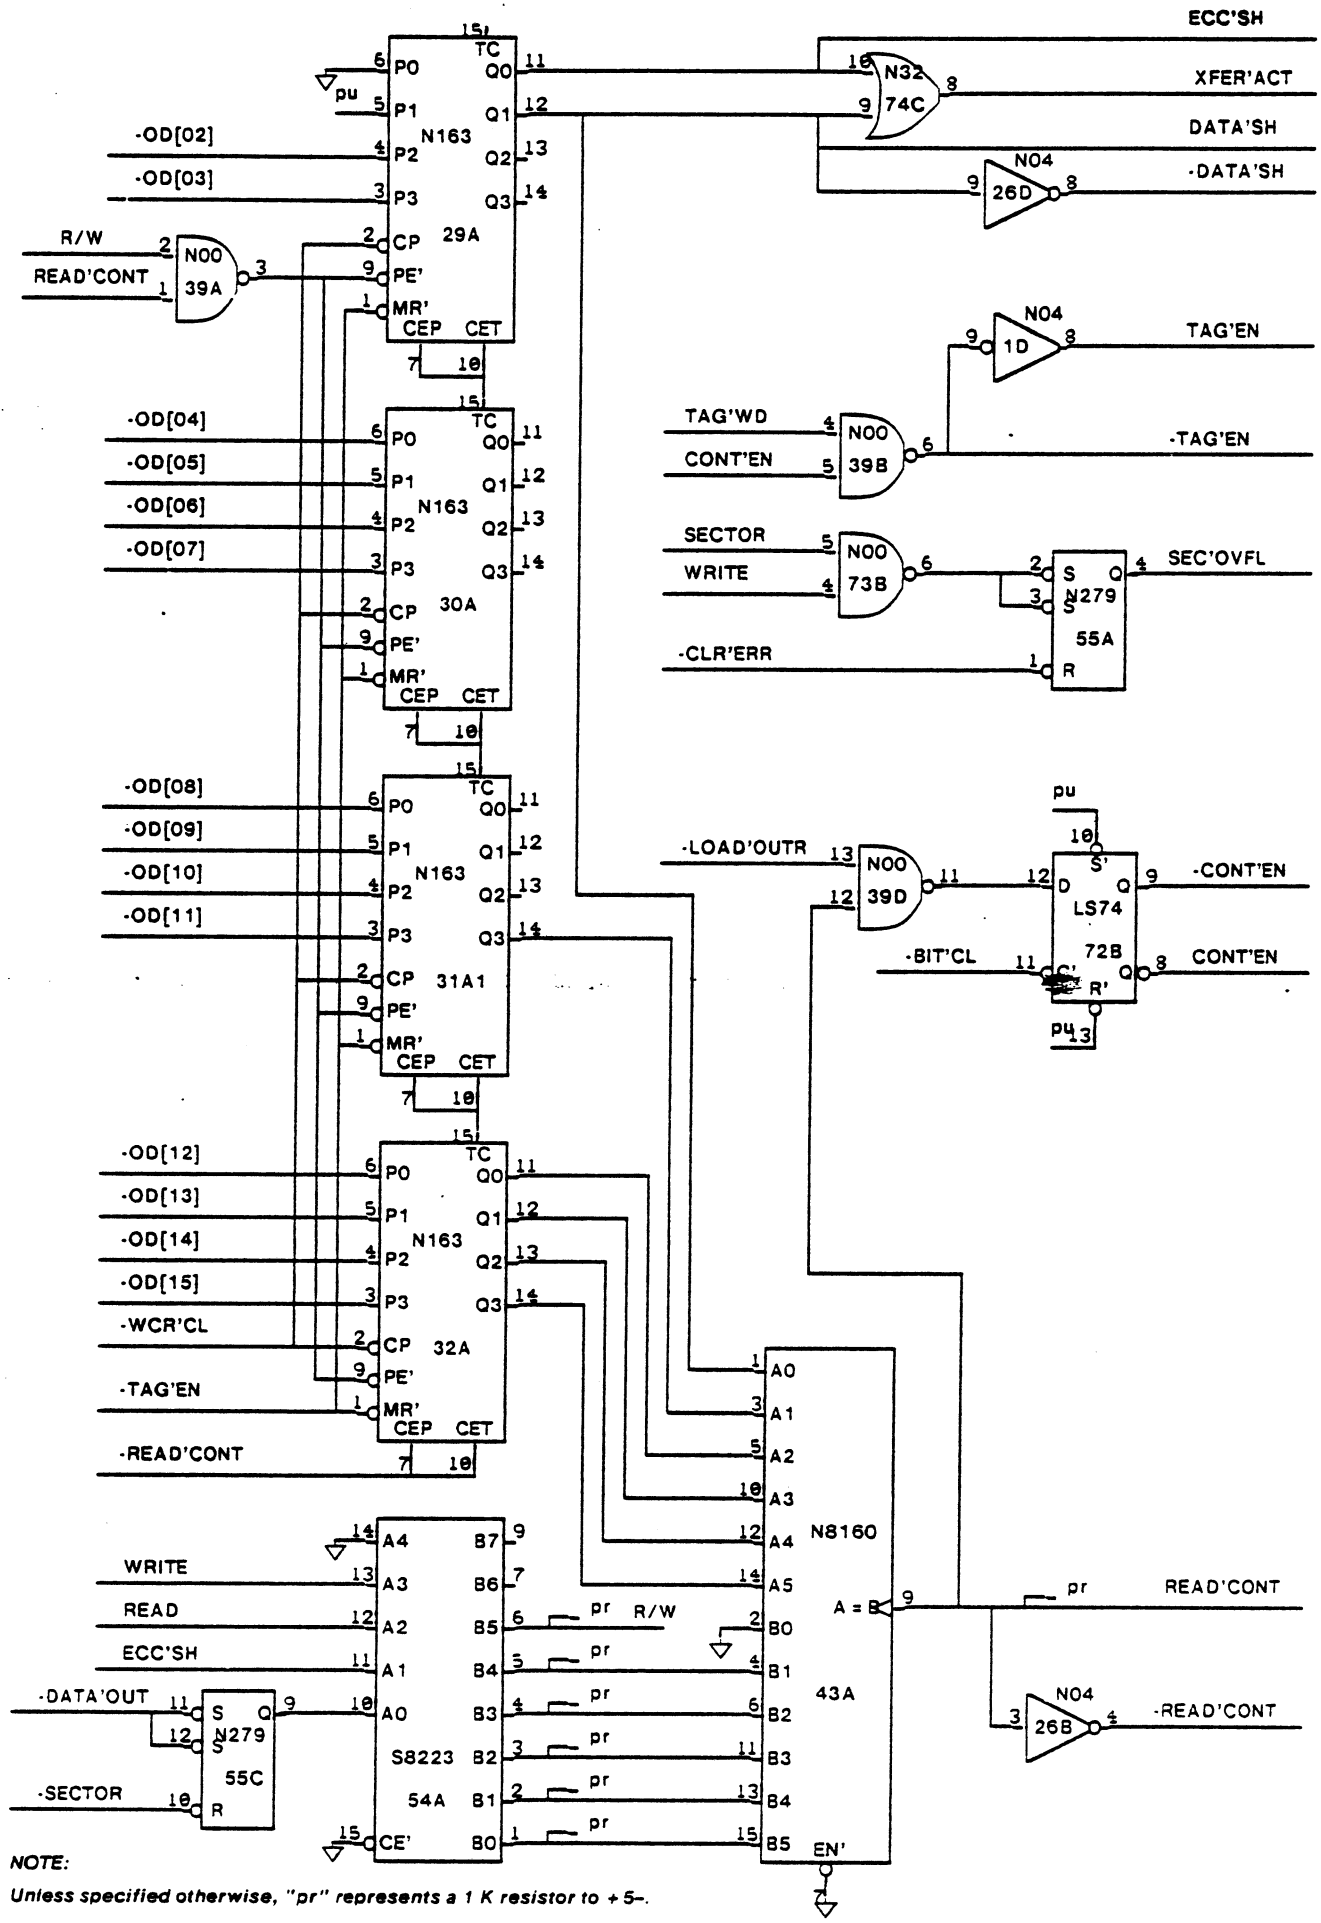 ECC'SH
15
TC
6 P0 Q0 11 10 N32
8 XFER'ACT
pu
5 P1 Q1 12 9 74C
N163
DATA'SH
-OD[02] 4 P2 Q2 13
N04
-OD[03] 3 P3 Q3 14 9 26D 8 -DATA'SH
R/W 2 N00 2 CP 29A
READ'CONT 1 39A 3 9 PE'
1 MR'
CEP CET
7 10
N04
9 1D 8 TAG'EN
15
TC
-OD[04] 6 P0 Q0 11
TAG'WD 4 N00
6 -TAG'EN
CONT'EN 5 39B
-OD[05] 5 P1 Q1 12
N163
-OD[06] 4 P2 Q2 13
SECTOR 5 N00
-OD[07] 3 P3 Q3 14
WRITE 4 73B 6
2 S Q 4 SEC'OVFL
3 S N279
55A
2 CP 30A
9 PE'
1 MR'
-CLR'ERR 1 R
CEP CET
7 10
15
TC
-OD[08] 6 P0 Q0 11
pu
10
S'
-OD[09] 5 P1 Q1 12
-LOAD'OUTR 13 N00
N163
-OD[10] 4 P2 Q2 13
12 39D 11 12 D Q 9 -CONT'EN
LS74
-OD[11] 3 P3 Q3 14
72B
2 CP 31A1
-BIT'CL 11 C' Q 8 CONT'EN
R'
9 PE'
pu 13
1 MR'
CEP CET
7 10
15
TC
-OD[12] 6 P0 Q0 11
-OD[13] 5 P1 Q1 12
N163
-OD[14] 4 P2 Q2 13
-OD[15] 3 P3 Q3 14
-WCR'CL 2 CP 32A
9 PE'
-TAG'EN 1 MR'
CEP CET
-READ'CONT 7 10
1 A0
3 A1
5 A2
10 A3
N8160
12 A4
14 A5
A = B 9 pr READ'CONT
2 B0
4 B1
43A
6 B2
11 B3
13 B4
15 B5
EN'
7
N04
3 26B 4 -READ'CONT
14 A4 B7 9
WRITE 13 A3 B6 7
READ 12 A2 B5 6 pr R/W
ECC'SH 11 A1 B4 5 pr
-DATA'OUT 11 S Q 9 10 A0 B3 4 pr
12 S N279
S8223 B2 3 pr
55C
54A B1 2 pr
-SECTOR 10 R
15 CE' B0 1 pr
NOTE:
Unless specified otherwise, "pr" represents a 1 K resistor to +5-.